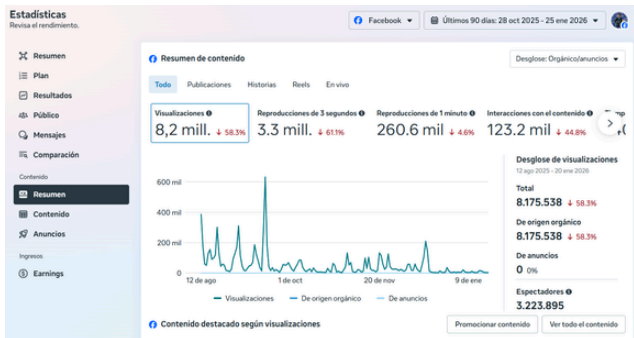 Estadísticas
Revisa el rendimiento.
Facebook
Últimos 90 días: 28 oct 2025 - 25 ene 2026
Resumen
Plan
Resultados
Público
Mensajes
Comparación
Contenido
Resumen
Contenido
Anuncios
Ingresos
Earnings
Resumen de contenido
Desglose: Orgánico/anuncios
Todo Publicaciones Historias Reels En vivo
Visualizaciones
8,2 mill. ↓ 58.3%
Reproducciones de 3 segundos
3.3 mill. ↓ 61.1%
Reproducciones de 1 minuto
260.6 mil ↓ 4.6%
Interacciones con el contenido
123.2 mil ↓ 44.8%
Desglose de visualizaciones
12 ago 2025 - 20 ene 2026
Total
8.175.538 ↓ 58.3%
De origen orgánico
8.175.538 ↓ 58.3%
De anuncios
0 0%
Espectadores
3.223.895
600 mil
400 mil
200 mil
0
12 de ago 1 de oct 20 de nov 9 de ene
Visualizaciones De origen orgánico De anuncios
Contenido destacado según visualizaciones
Promocionar contenido
Ver todo el contenido